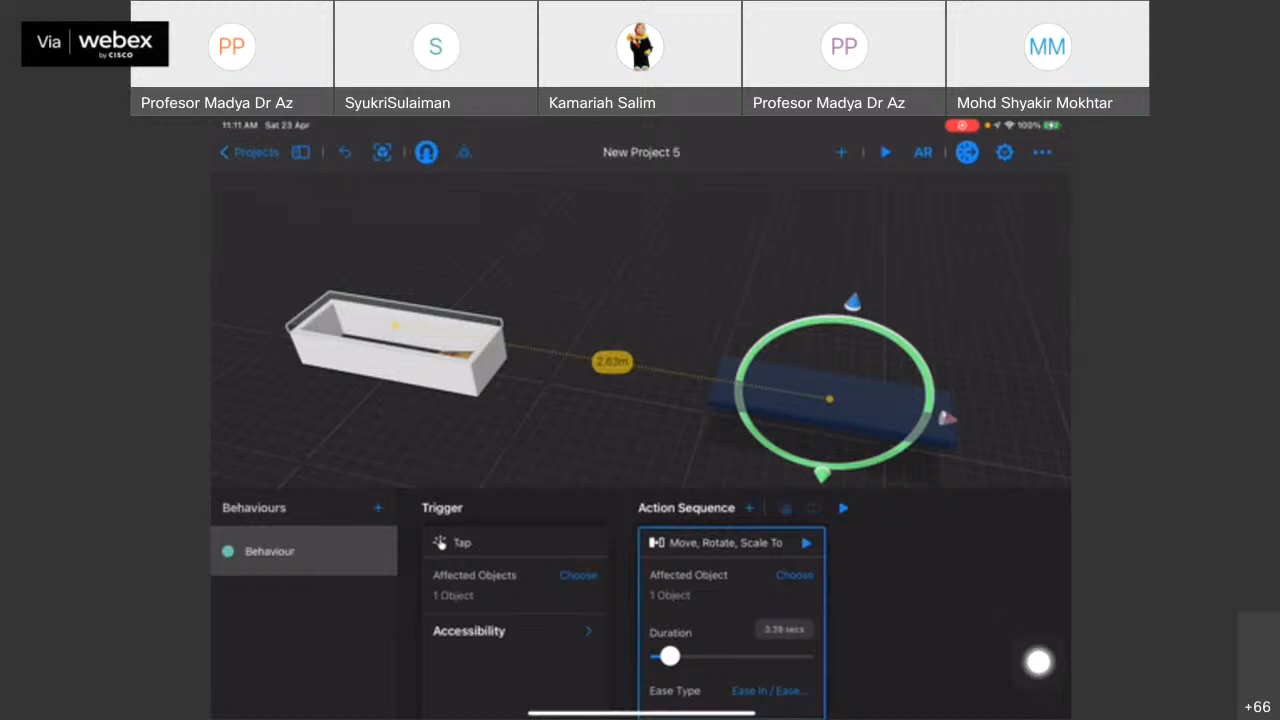 Via webex
by CISCO
PP
S
PP
MM
Profesor Madya Dr Az
SyukriSulaiman
Kamariah Salim
Profesor Madya Dr Az
Mohd Shyakir Mokhtar
11:11 AM Sat 23 Apr
100%
Projects
New Project 5
AR
2.63m
Behaviours
Trigger
Action Sequence
Behaviour
Tap
Move, Rotate, Scale To
Affected Objects
Choose
Affected Object
Choose
1 Object
1 Object
Accessibility
Duration
3.39 secs
Ease Type
Ease In / Ease...
+66